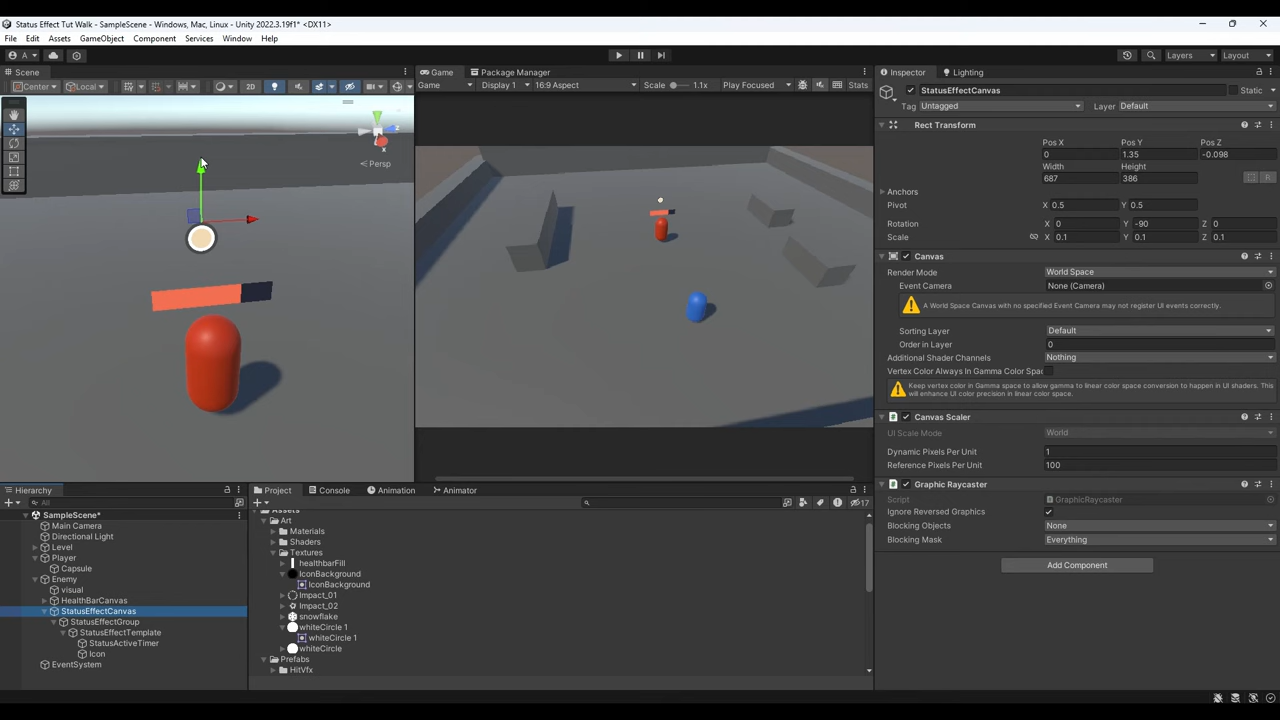 Status Effect Tut Walk - SampleScene - Windows, Mac, Linux - Unity 2022.3.19f1* <DX11>
File Edit Assets GameObject Component Services Window Help
A Layers Layout
Scene Game Package Manager Inspector Lighting
Center Local 2D Game Display 1 16:9 Aspect Scale 1.1x Play Focused Stats
StatusEffectCanvas Static
Tag Untagged Layer Default
Rect Transform
Pos X Pos Y Pos Z
0 1.35 -0.098
Width Height
687 386 R
Anchors
Pivot X 0.5 Y 0.5
Rotation X 0 Y -90 Z 0
Scale X 0.1 Y 0.1 Z 0.1
Canvas
Render Mode World Space
Event Camera None (Camera)
A World Space Canvas with no specified Event Camera may not register UI events correctly.
Sorting Layer Default
Order in Layer 0
Additional Shader Channels Nothing
Vertex Color Always In Gamma Color Spac
Keep vertex color in Gamma space to allow gamma to linear color space conversion to happen in UI shaders. This
will enhance UI color precision in linear color space.
Canvas Scaler
UI Scale Mode World
Dynamic Pixels Per Unit 1
Reference Pixels Per Unit 100
Graphic Raycaster
Script GraphicRaycaster
Ignore Reversed Graphics
Blocking Objects None
Blocking Mask Everything
Add Component
x
< Persp
Hierarchy
All
SampleScene*
Main Camera
Directional Light
Level
Player
Capsule
Enemy
visual
HealthBarCanvas
StatusEffectCanvas
StatusEffectGroup
StatusEffectTemplate
StatusActiveTimer
Icon
EventSystem
Project Console Animation Animator
17
Assets
Art
Materials
Shaders
Textures
healthbarFill
IconBackground
IconBackground
Impact_01
Impact_02
snowflake
whiteCircle 1
whiteCircle 1
whiteCircle
Prefabs
HitVfx